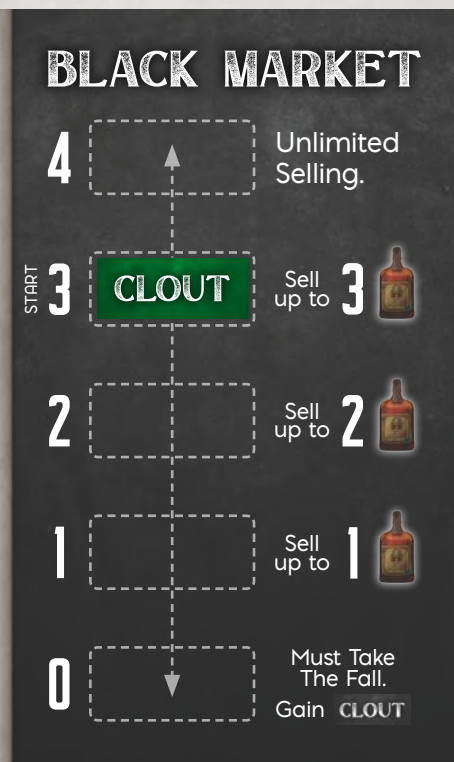 BLACK MARKET
4
Unlimited
Selling.
START
3
CLOUT
Sell
up to 3
2
Sell
up to 2
1
Sell
up to 1
0
Must Take
The Fall.
Gain CLOUT